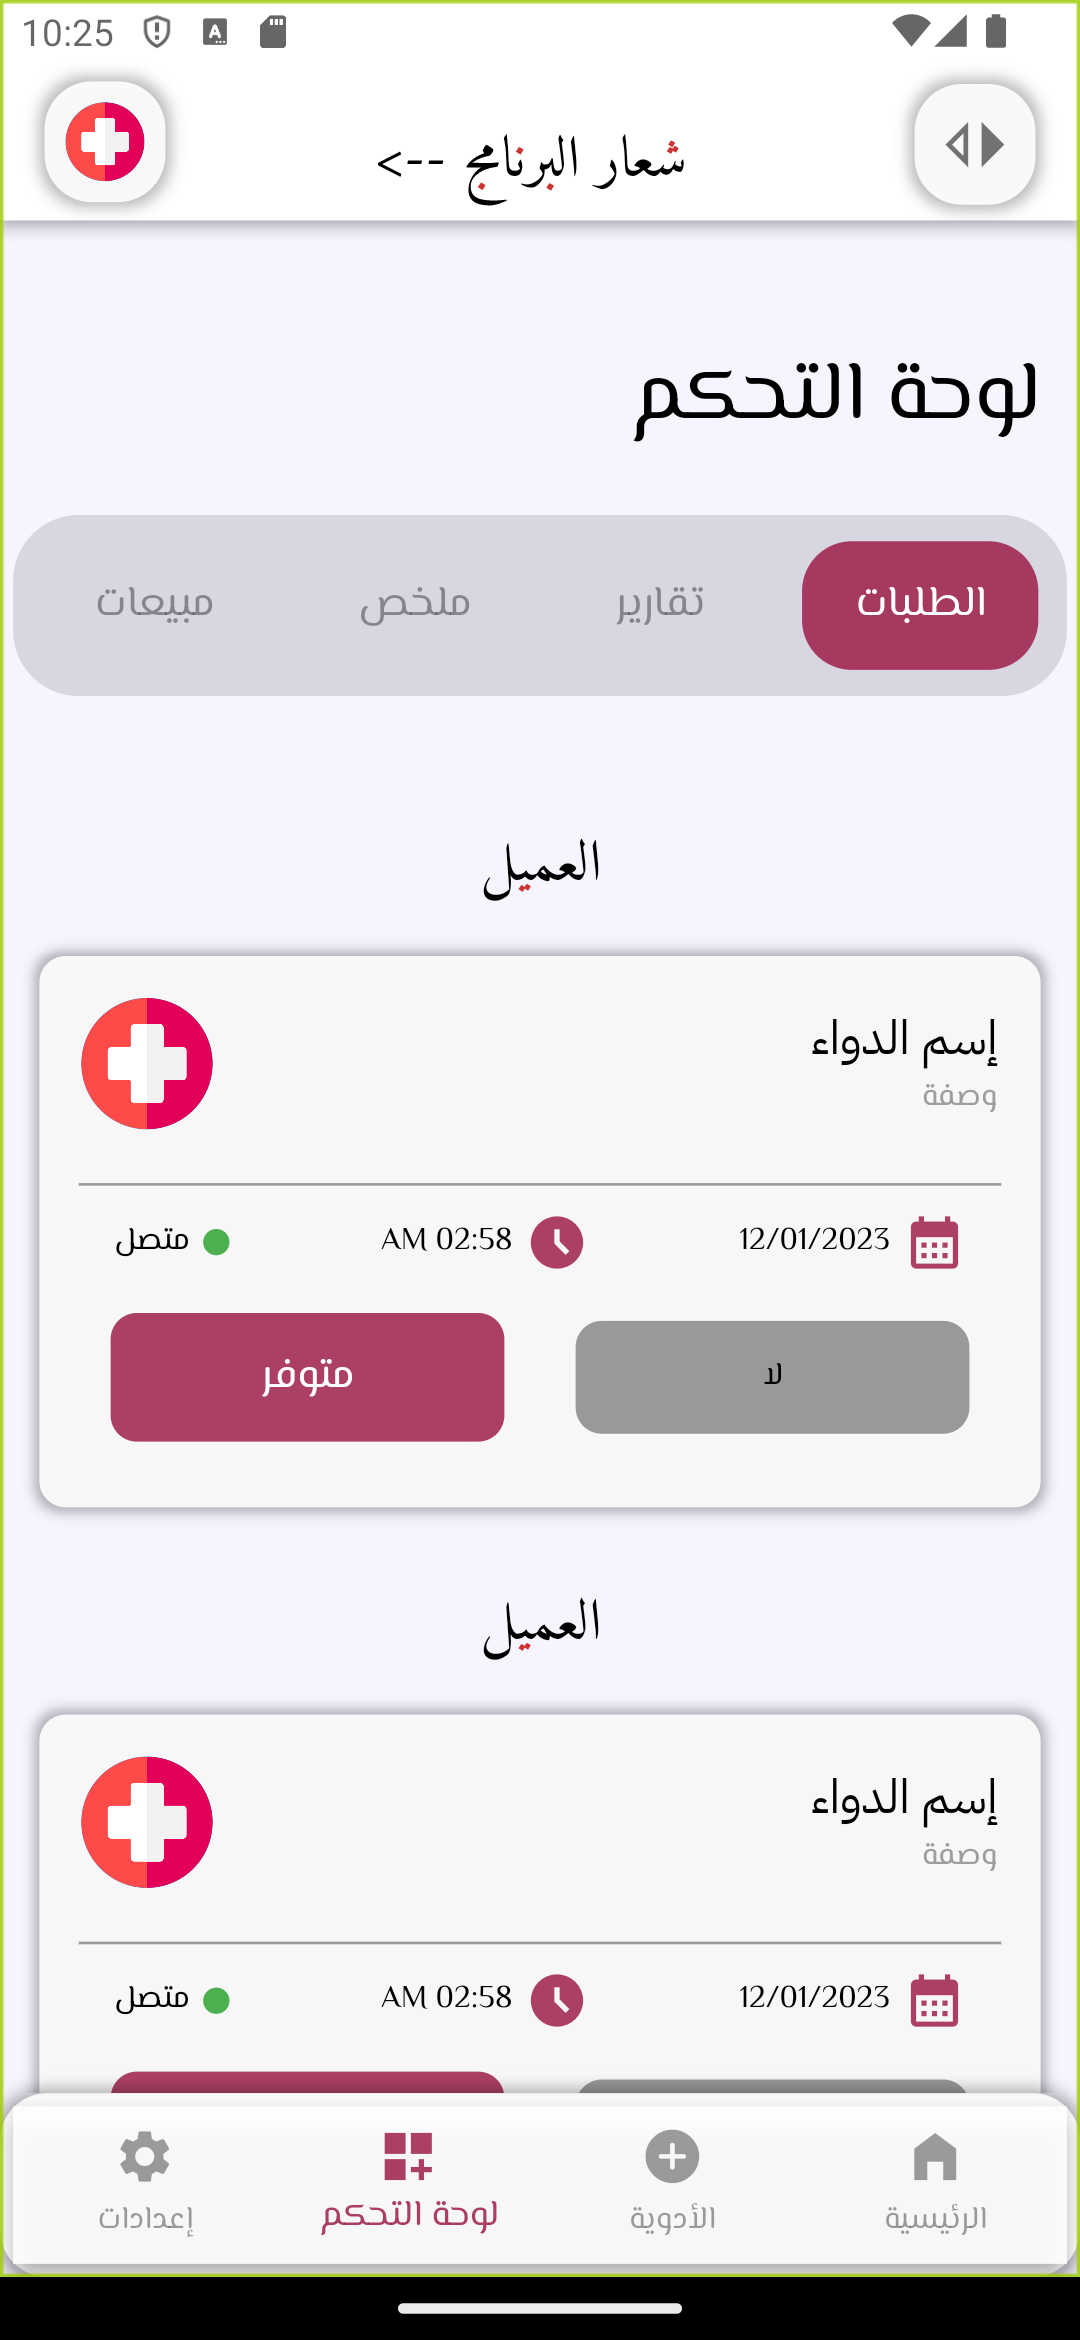 10:25
شعار البرنامج -->
لوحة التحكم
الطلبات تقارير ملخص مبيعات
العميل
إسم الدواء
وصفة
12/01/2023 02:58 AM متصل
لا متوفر
العميل
إسم الدواء
وصفة
12/01/2023 02:58 AM متصل
الرئيسية الأدوية لوحة التحكم إعدادات